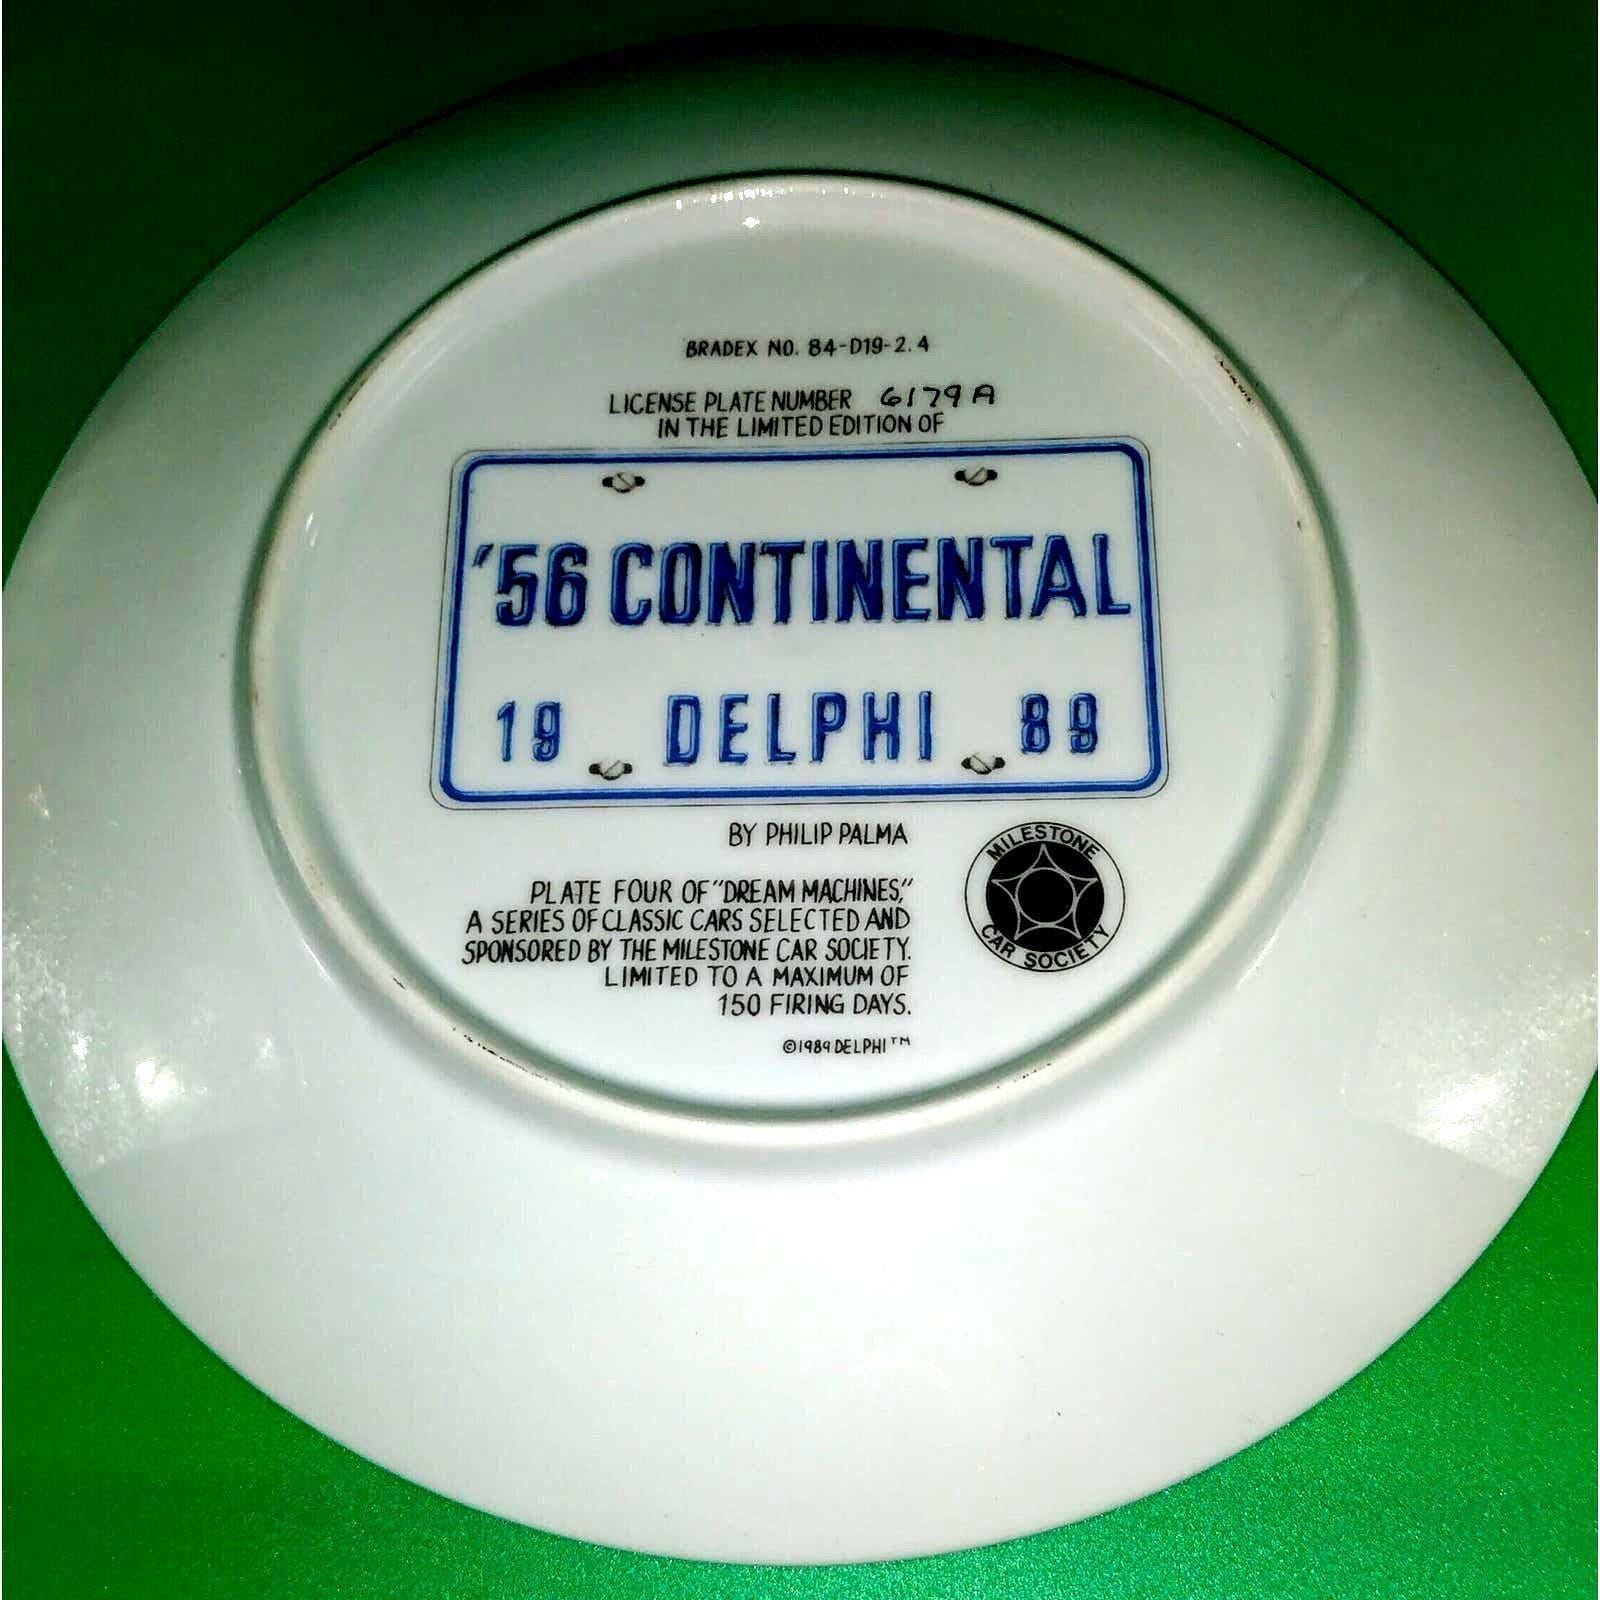 BRADEX NO. 84-D19-2.4
LICENSE PLATE NUMBER 6179A
IN THE LIMITED EDITION OF
'56 CONTINENTAL
19 DELPHI 89
BY PHILIP PALMA
PLATE FOUR OF "DREAM MACHINES,"
A SERIES OF CLASSIC CARS SELECTED AND
SPONSORED BY THE MILESTONE CAR SOCIETY.
LIMITED TO A MAXIMUM OF
150 FIRING DAYS.
©1989 DELPHI™
MILESTONE
CAR SOCIETY